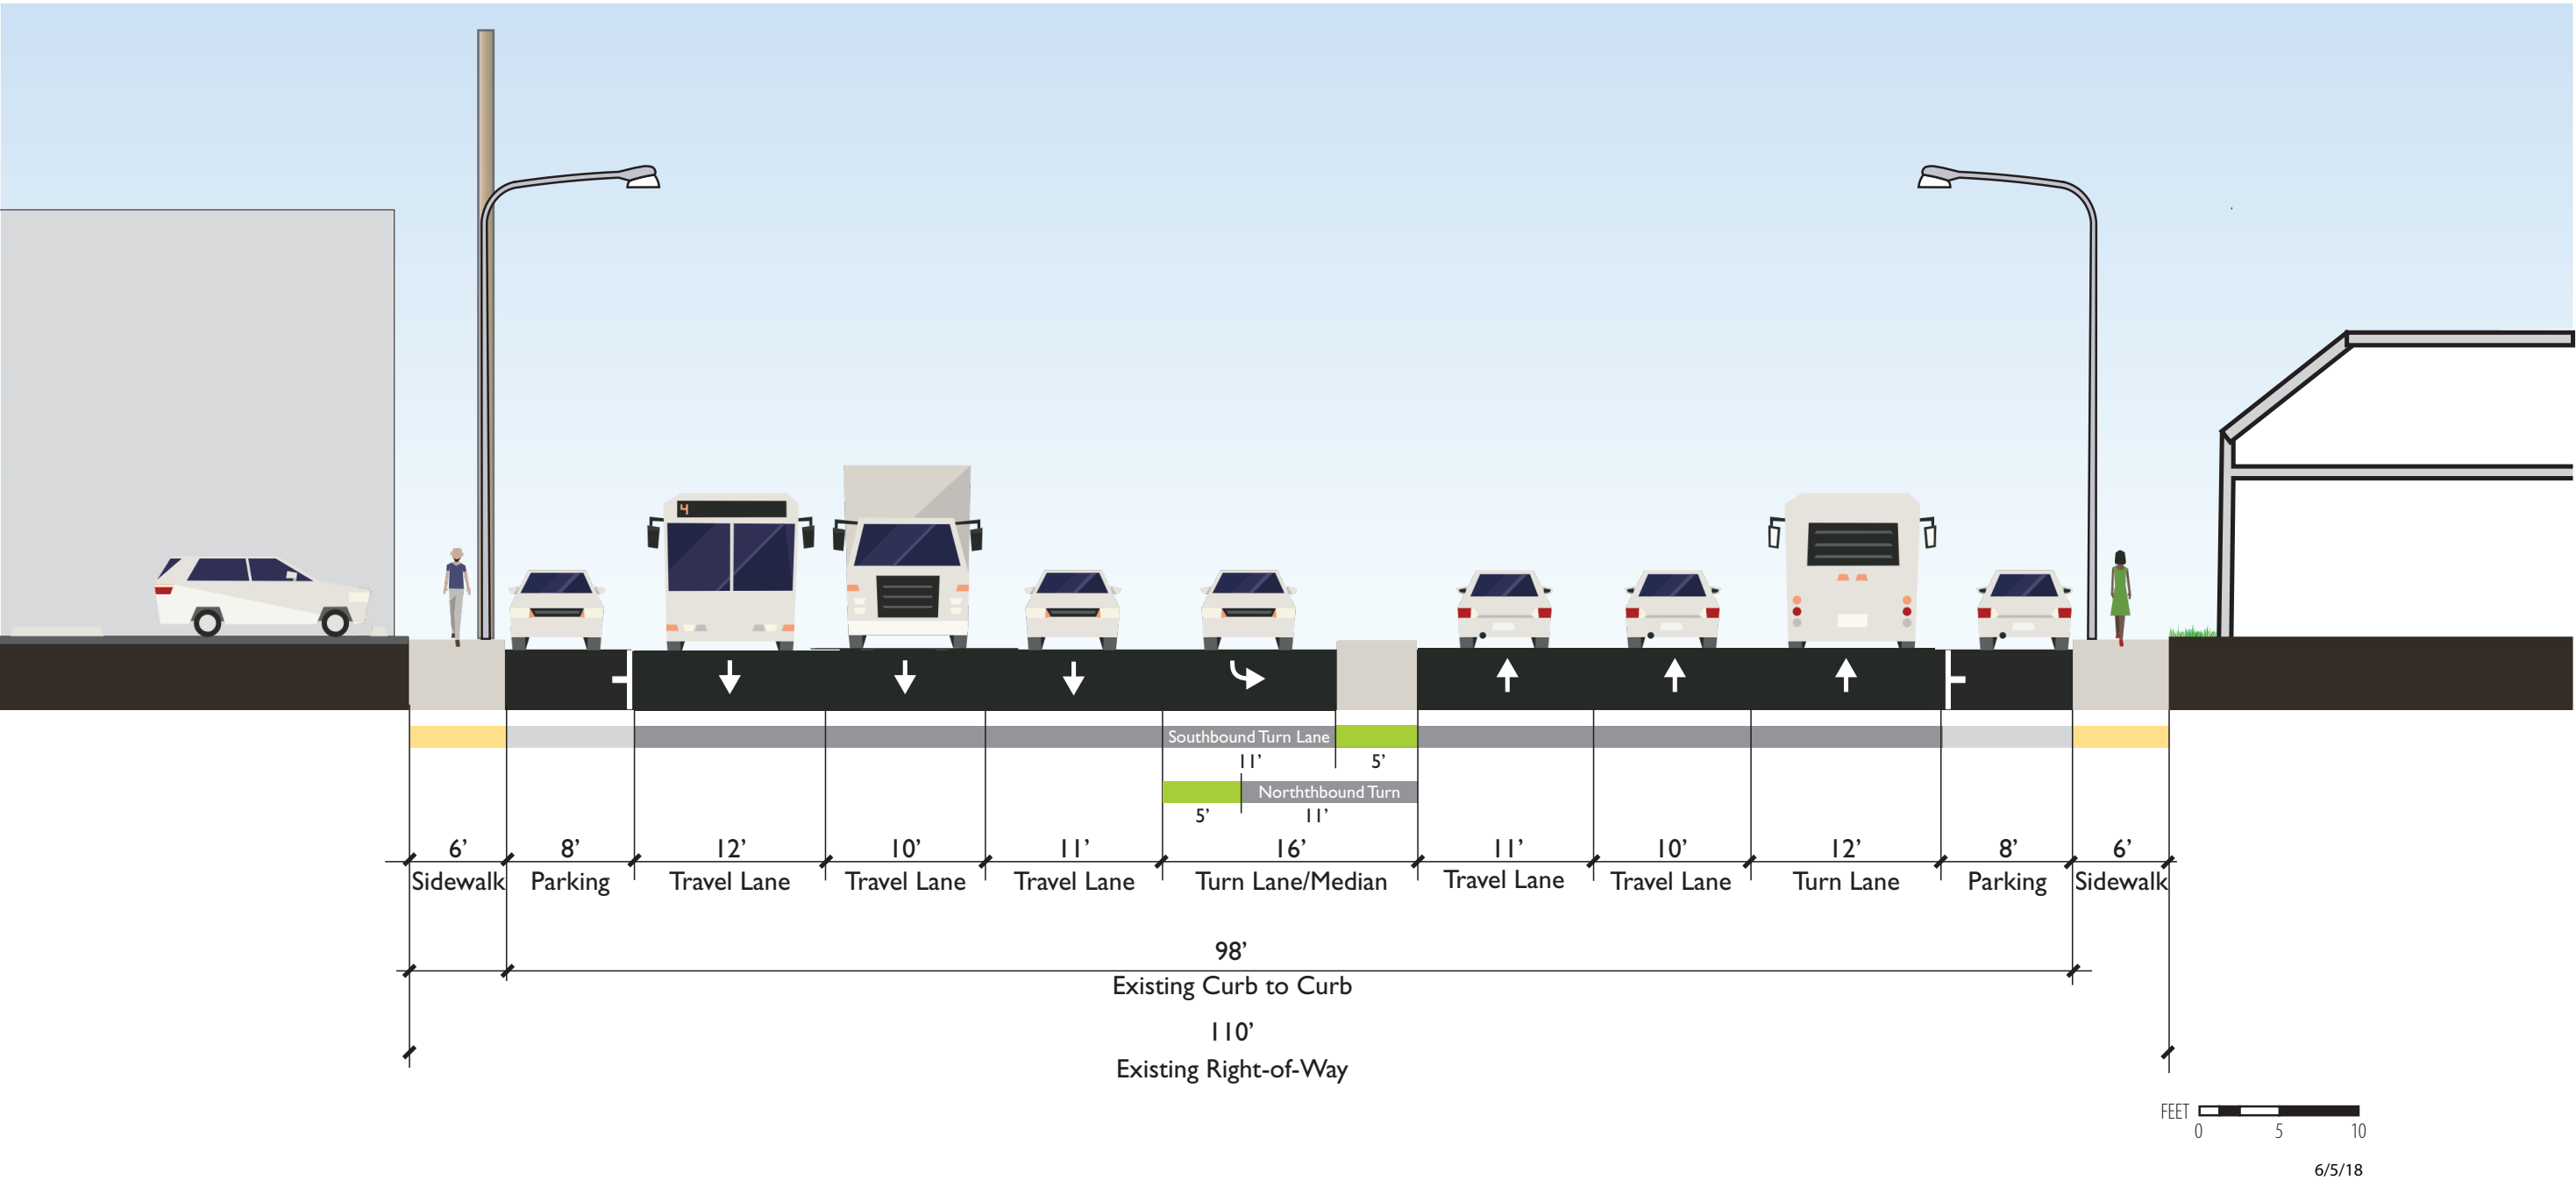 4
Southbound Turn Lane
11’ 5’
Norththbound Turn
5’ 11’
6’ 8’ 12’ 10’ 11’ 16’ 11’ 10’ 12’ 8’ 6’
Sidewalk Parking Travel Lane Travel Lane Travel Lane Turn Lane/Median Travel Lane Travel Lane Turn Lane Parking Sidewalk
98’
Existing Curb to Curb
110’
Existing Right-of-Way
FEET
0 5 10
6/5/18